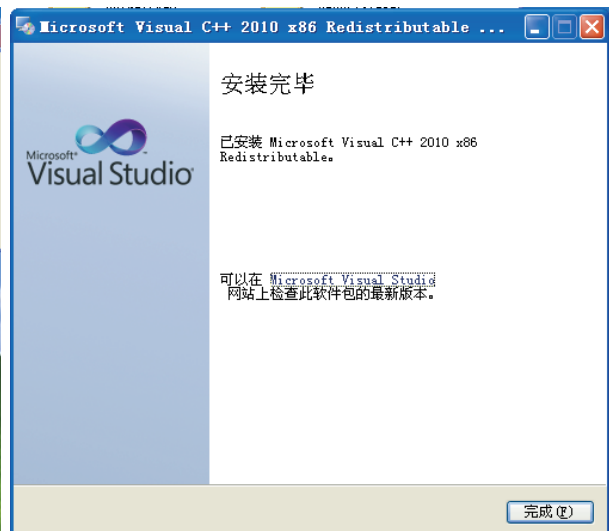 Microsoft Visual C++ 2010 x86 Redistributable ...
安装完毕
已安装 Microsoft Visual C++ 2010 x86
Redistributable。
Microsoft®
Visual Studio®
可以在 Microsoft Visual Studio
网站上检查此软件包的最新版本。
完成(F)